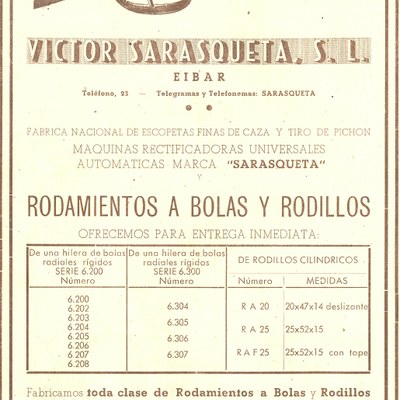 VICTOR SARASQUETA, S. L.
EIBAR
Teléfono, 23 — Telegramas y Telefonemas: SARASQUETA
FABRICA NACIONAL DE ESCOPETAS FINAS DE CAZA Y TIRO DE PICHON
MAQUINAS RECTIFICADORAS UNIVERSALES
AUTOMATICAS MARCA "SARASQUETA"
Y
RODAMIENTOS A BOLAS Y RODILLOS
OFRECEMOS PARA ENTREGA INMEDIATA:
De una hilera de bolas
radiales rígidos
SERIE 6.200
Número
6.200
6.202
6.203
6.204
6.205
6.206
6.207
6.208
De una hilera de bolas
radiales rígidos
SERIE 6.300
Número
6.304
6.305
6.306
6.307
DE RODILLOS CILINDRICOS
Número MEDIDAS
R A 20 20x47x14 deslizante
R A 25 25x52x15 »
R A F 25 25x52x15 con tope
Fabricamos toda clase de Rodamientos a Bolas y Rodillos